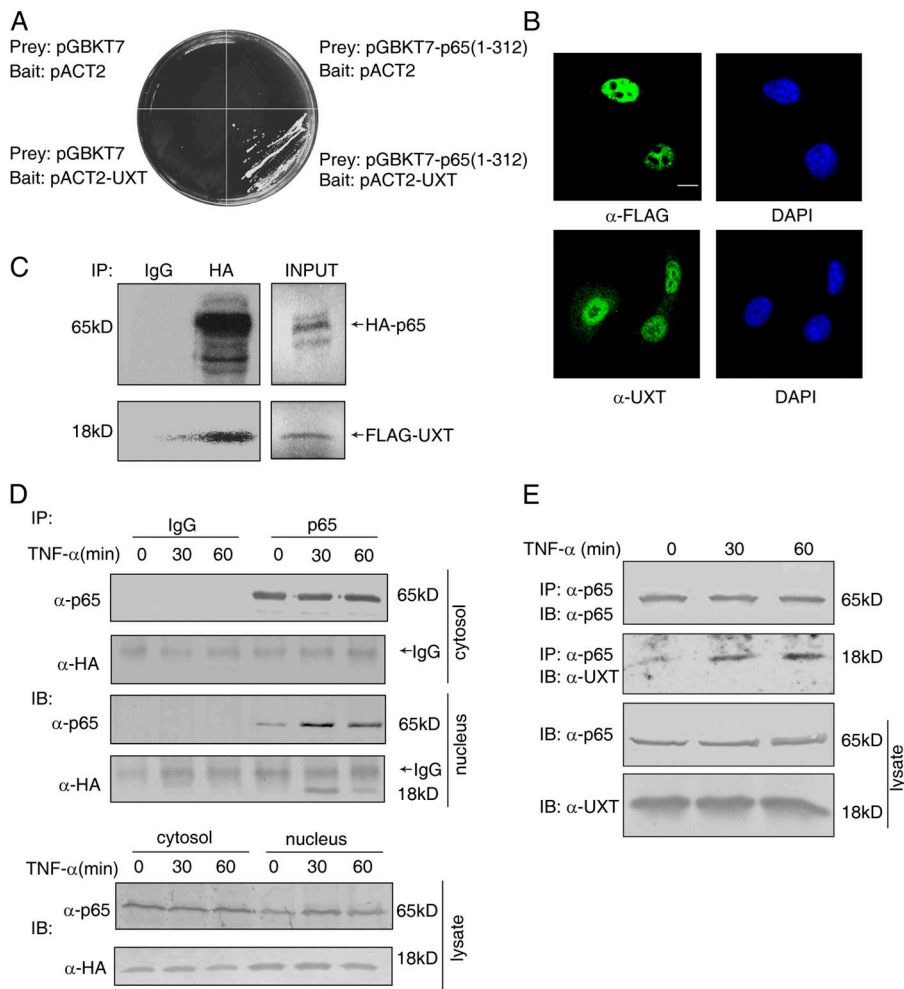 A
Prey: pGBKT7
Bait: pACT2
Prey: pGBKT7-p65(1-312)
Bait: pACT2
Prey: pGBKT7
Bait: pACT2-UXT
Prey: pGBKT7-p65(1-312)
Bait: pACT2-UXT
B
α-FLAG DAPI
α-UXT DAPI
C
IP: IgG HA INPUT
65kD ←HA-p65
18kD ←FLAG-UXT
D
IP:
IgG p65
TNF-α(min) 0 30 60 0 30 60
α-p65 65kD
α-HA ←IgG
cytosol
IB:
α-p65 65kD
α-HA ←IgG
18kD
nucleus
cytosol nucleus
TNF-α(min) 0 30 60 0 30 60
α-p65 65kD
IB:
α-HA 18kD
lysate
E
TNF-α (min) 0 30 60
IP: α-p65
IB: α-p65 65kD
IP: α-p65 18kD
IB: α-UXT
IB: α-p65 65kD
IB: α-UXT 18kD
lysate